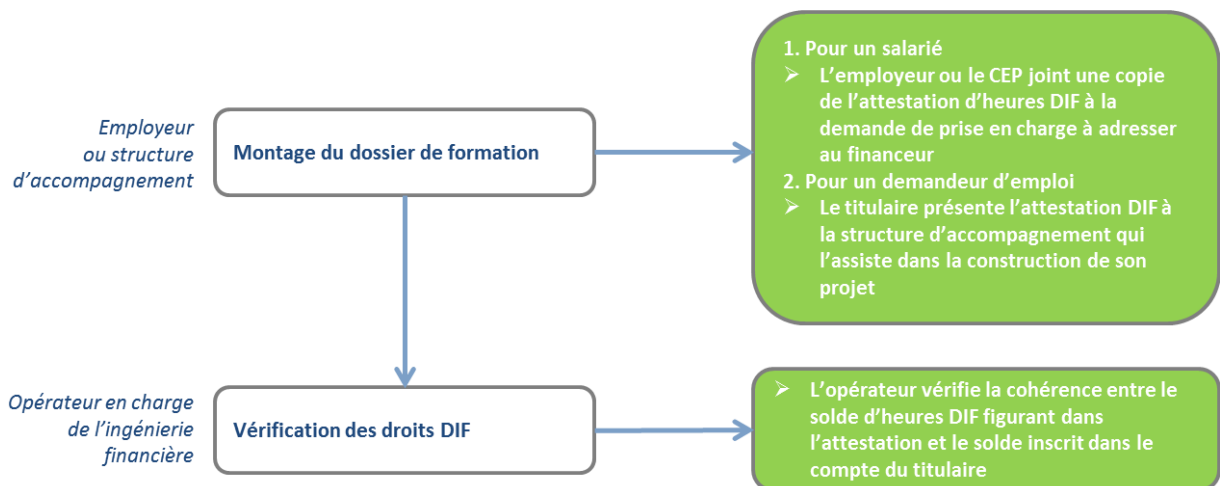 Employeur
ou structure
d’accompagnement
Montage du dossier de formation
1. Pour un salarié
➢ L’employeur ou le CEP joint une copie
de l’attestation d’heures DIF à la
demande de prise en charge à adresser
au financeur
2. Pour un demandeur d’emploi
➢ Le titulaire présente l’attestation DIF à
la structure d’accompagnement qui
l’assiste dans la construction de son
projet
Opérateur en charge
de l’ingénierie
financière
Vérification des droits DIF
➢ L’opérateur vérifie la cohérence entre le
solde d’heures DIF figurant dans
l’attestation et le solde inscrit dans le
compte du titulaire